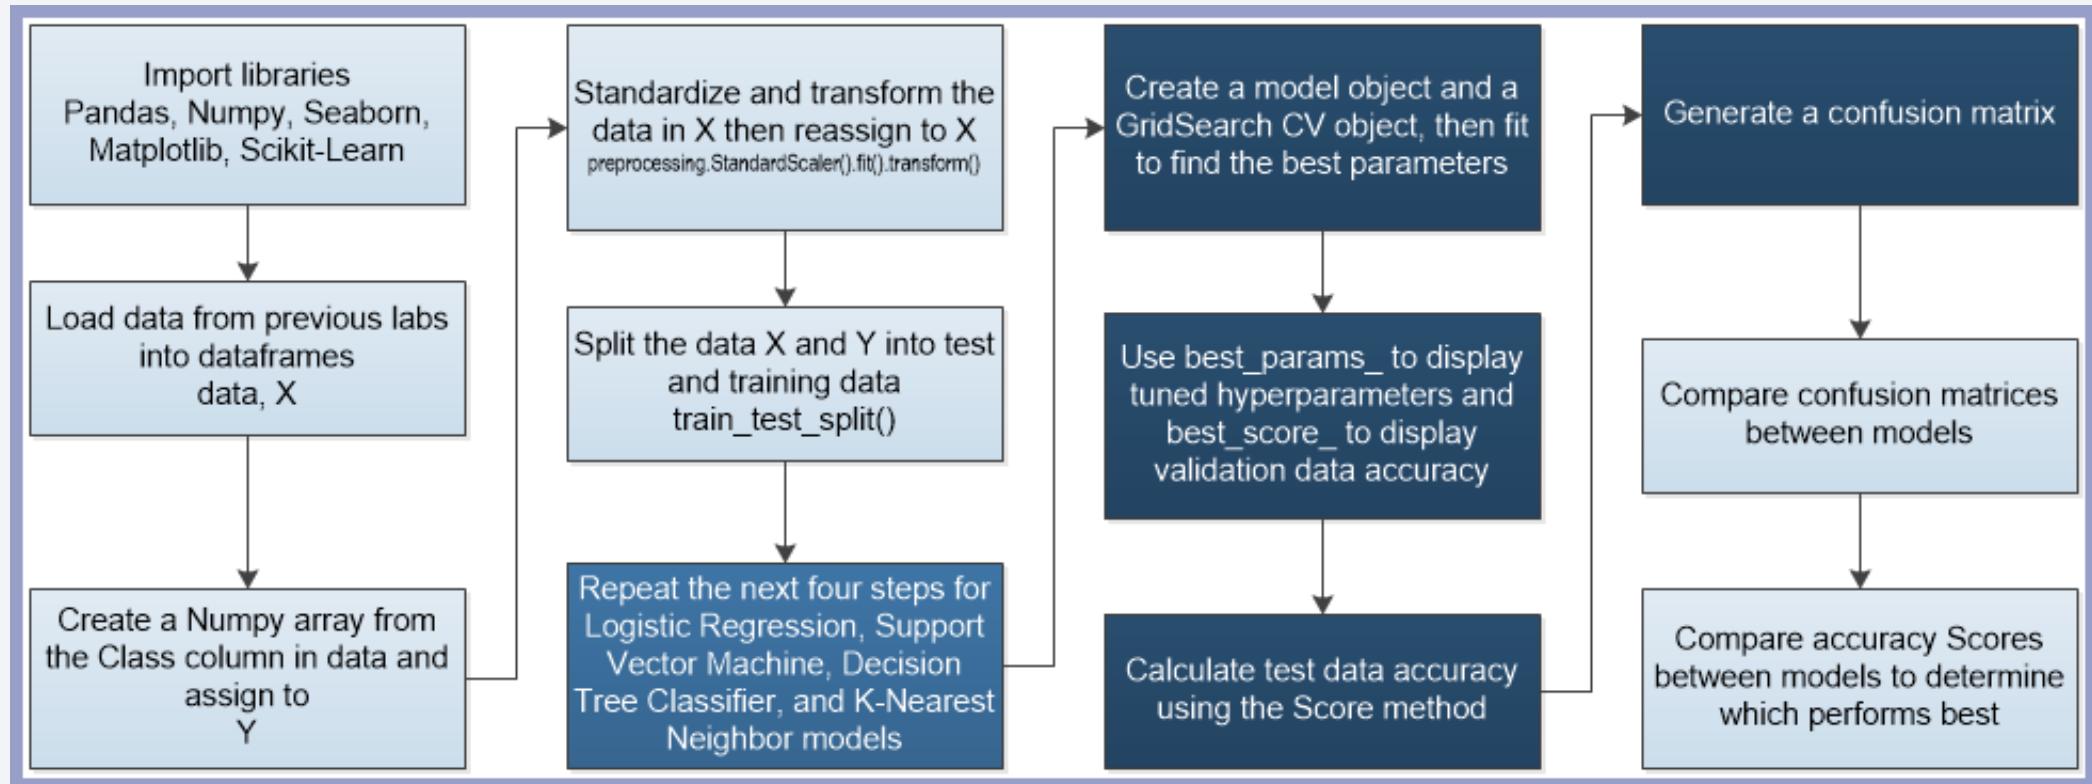 Import libraries
Pandas, Numpy, Seaborn,
Matplotlib, Scikit-Learn
Load data from previous labs
into dataframes
data, X
Create a Numpy array from
the Class column in data and
assign to
Y
Standardize and transform the
data in X then reassign to X
preprocessing.StandardScaler().fit().transform()
Split the data X and Y into test
and training data
train_test_split()
Repeat the next four steps for
Logistic Regression, Support
Vector Machine, Decision
Tree Classifier, and K-Nearest
Neighbor models
Create a model object and a
GridSearch CV object, then fit
to find the best parameters
Use best_params_ to display
tuned hyperparameters and
best_score_ to display
validation data accuracy
Calculate test data accuracy
using the Score method
Generate a confusion matrix
Compare confusion matrices
between models
Compare accuracy Scores
between models to determine
which performs best